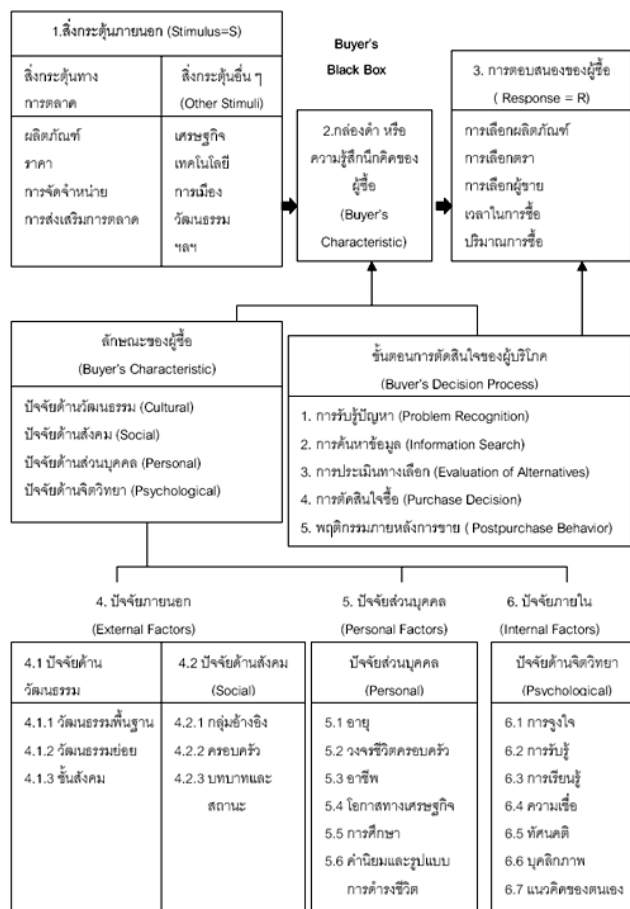 1.สิ่งกระตุ้นภายนอก (Stimulus=S)
สิ่งกระตุ้นทาง
การตลาด
สิ่งกระตุ้นอื่น ๆ
(Other Stimuli)
ผลิตภัณฑ์
ราคา
การจัดจำหน่าย
การส่งเสริมการตลาด
เศรษฐกิจ
เทคโนโลยี
การเมือง
วัฒนธรรม
ฯลฯ
Buyer's
Black Box
2.กล่องดำ หรือ
ความรู้สึกนึกคิดของ
ผู้ซื้อ
(Buyer's
Characteristic)
3. การตอบสนองของผู้ซื้อ
( Response = R)
การเลือกผลิตภัณฑ์
การเลือกตรา
การเลือกผู้ขาย
เวลาในการซื้อ
ปริมาณการซื้อ
ลักษณะของผู้ซื้อ
(Buyer's Characteristic)
ปัจจัยด้านวัฒนธรรม (Cultural)
ปัจจัยด้านสังคม (Social)
ปัจจัยด้านส่วนบุคคล (Personal)
ปัจจัยด้านจิตวิทยา (Psychological)
ขั้นตอนการตัดสินใจของผู้บริโภค
(Buyer's Decision Process)
1. การรับรู้ปัญหา (Problem Recognition)
2. การค้นหาข้อมูล (Information Search)
3. การประเมินทางเลือก (Evaluation of Alternatives)
4. การตัดสินใจซื้อ (Purchase Decision)
5. พฤติกรรมภายหลังการขาย ( Postpurchase Behavior)
4. ปัจจัยภายนอก
(External Factors)
5. ปัจจัยส่วนบุคคล
(Personal Factors)
6. ปัจจัยภายใน
(Internal Factors)
4.1 ปัจจัยด้าน
วัฒนธรรม
4.1.1 วัฒนธรรมพื้นฐาน
4.1.2 วัฒนธรรมย่อย
4.1.3 ชั้นสังคม
4.2 ปัจจัยด้านสังคม
(Social)
4.2.1 กลุ่มอ้างอิง
4.2.2 ครอบครัว
4.2.3 บทบาทและ
สถานะ
ปัจจัยส่วนบุคคล
(Personal)
5.1 อายุ
5.2 วงจรชีวิตครอบครัว
5.3 อาชีพ
5.4 โอกาสทางเศรษฐกิจ
5.5 การศึกษา
5.6 ค่านิยมและรูปแบบ
การดำรงชีวิต
ปัจจัยด้านจิตวิทยา
(Psychological)
6.1 การจูงใจ
6.2 การรับรู้
6.3 การเรียนรู้
6.4 ความเชื่อ
6.5 ทัศนคติ
6.6 บุคลิกภาพ
6.7 แนวคิดของตนเอง